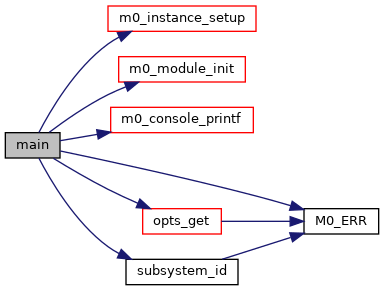 m0_instance_setup
m0_module_init
m0_console_printf
main
opts_get
M0_ERR
subsystem_id